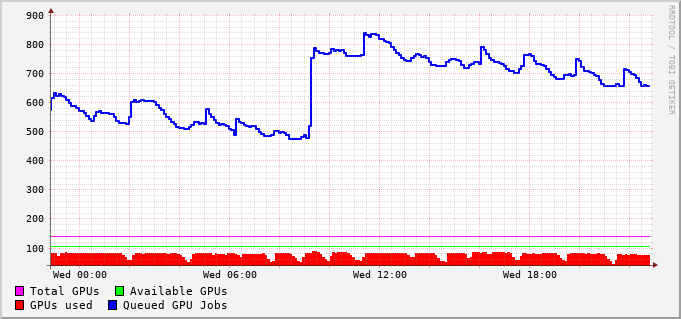 900
800
700
600
500
400
300
200
100
Wed 00:00 Wed 06:00 Wed 12:00 Wed 18:00
Total GPUs Available GPUs
GPUs used Queued GPU Jobs
RRDTOOL / TOBI OETIKER